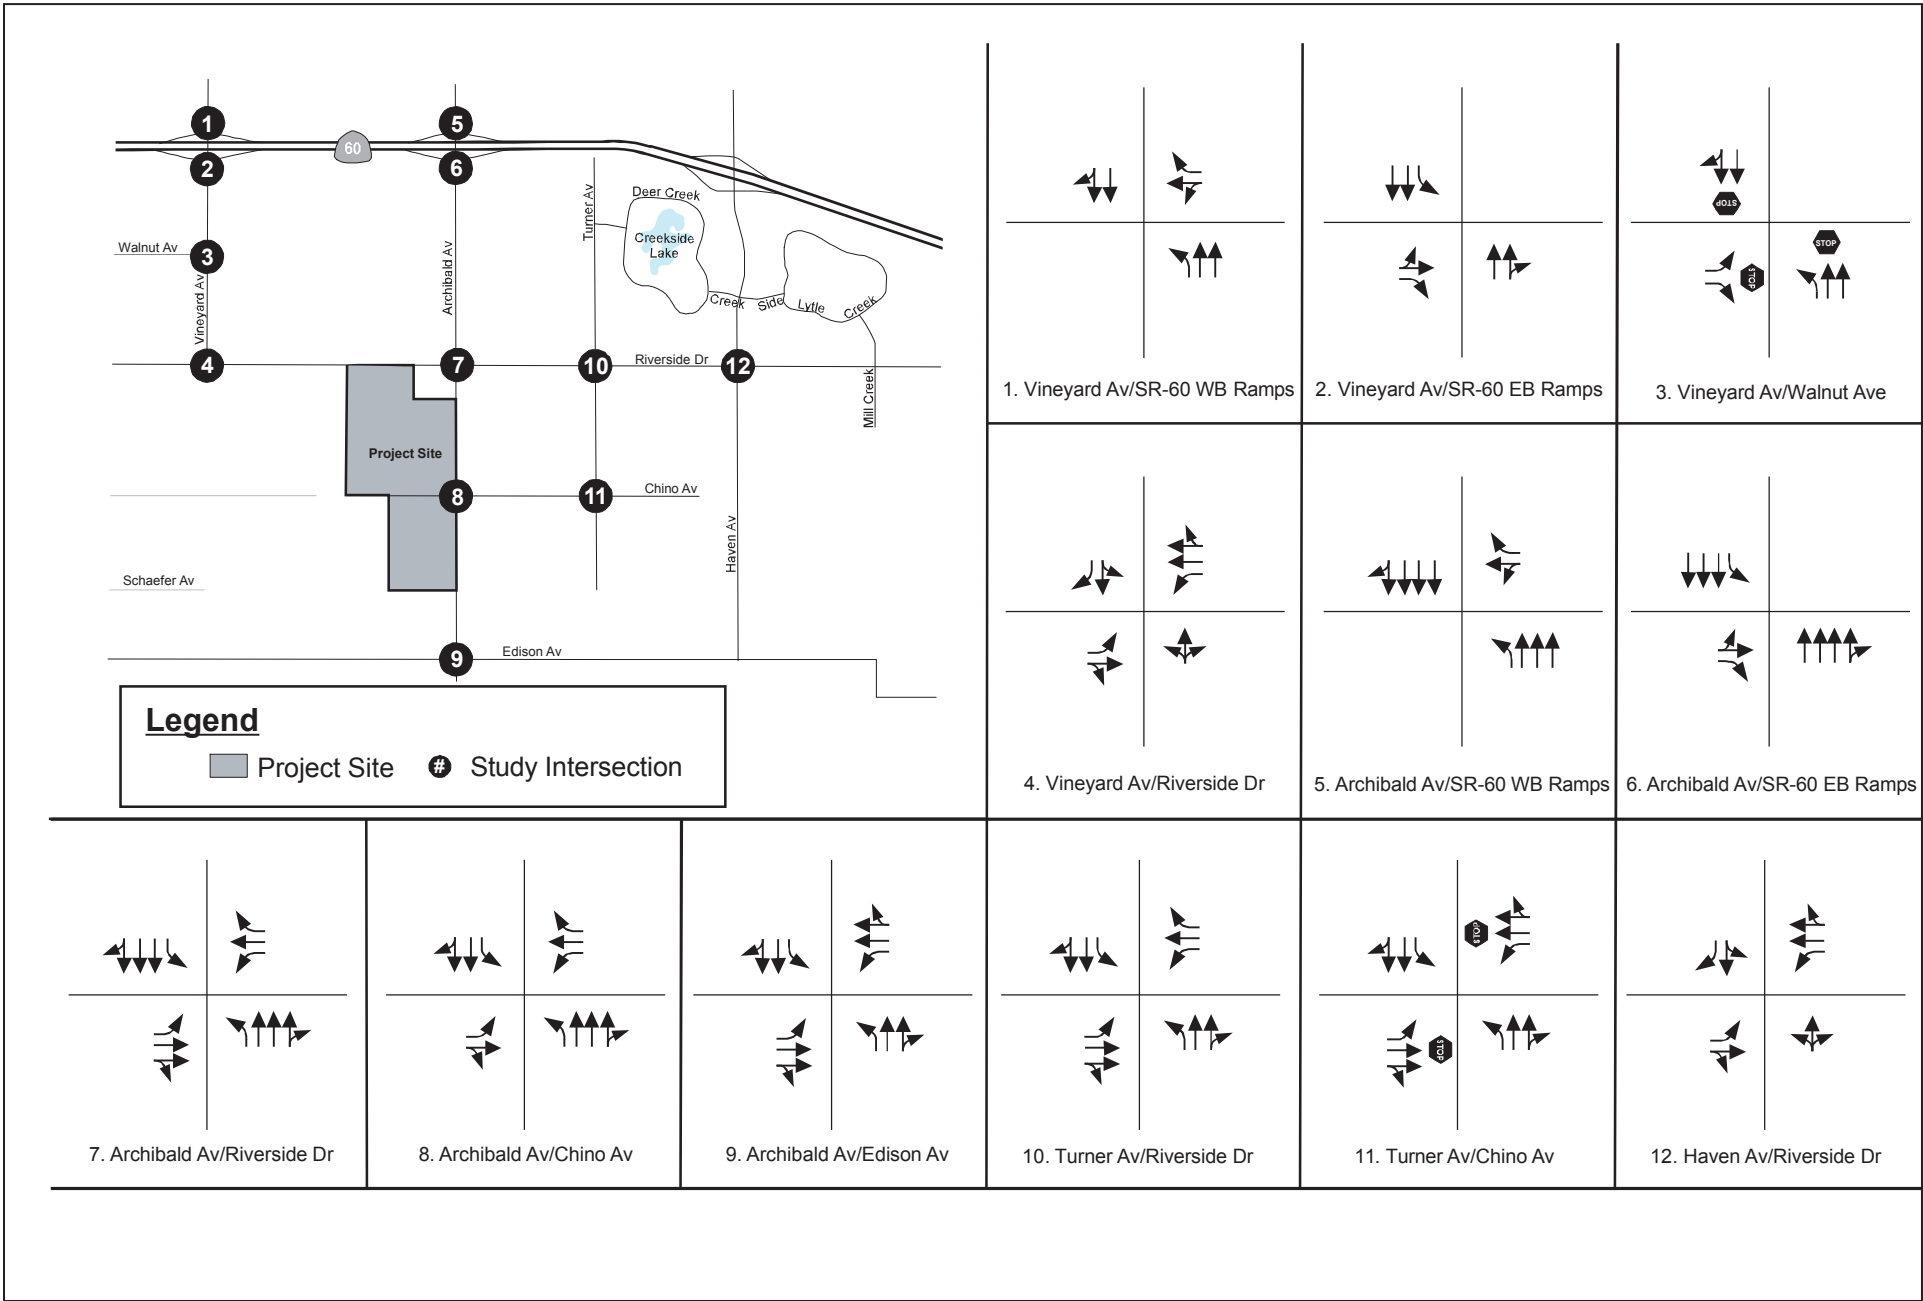 1
5
60
2
6
Turner Av
Deer Creek
Creekside
Lake
Walnut Av
3
Vineyard Av
Archibald Av
Creek
Side
Lytle
Creek
4
7
10
Riverside Dr
12
Mill Creek
Project Site
8
11
Chino Av
Haven Av
Schaefer Av
9
Edison Av
Legend
Project Site
# Study Intersection
1. Vineyard Av/SR-60 WB Ramps
2. Vineyard Av/SR-60 EB Ramps
STOP
STOP
STOP
3. Vineyard Av/Walnut Ave
4. Vineyard Av/Riverside Dr
5. Archibald Av/SR-60 WB Ramps
6. Archibald Av/SR-60 EB Ramps
7. Archibald Av/Riverside Dr
8. Archibald Av/Chino Av
9. Archibald Av/Edison Av
10. Turner Av/Riverside Dr
STOP
STOP
11. Turner Av/Chino Av
12. Haven Av/Riverside Dr